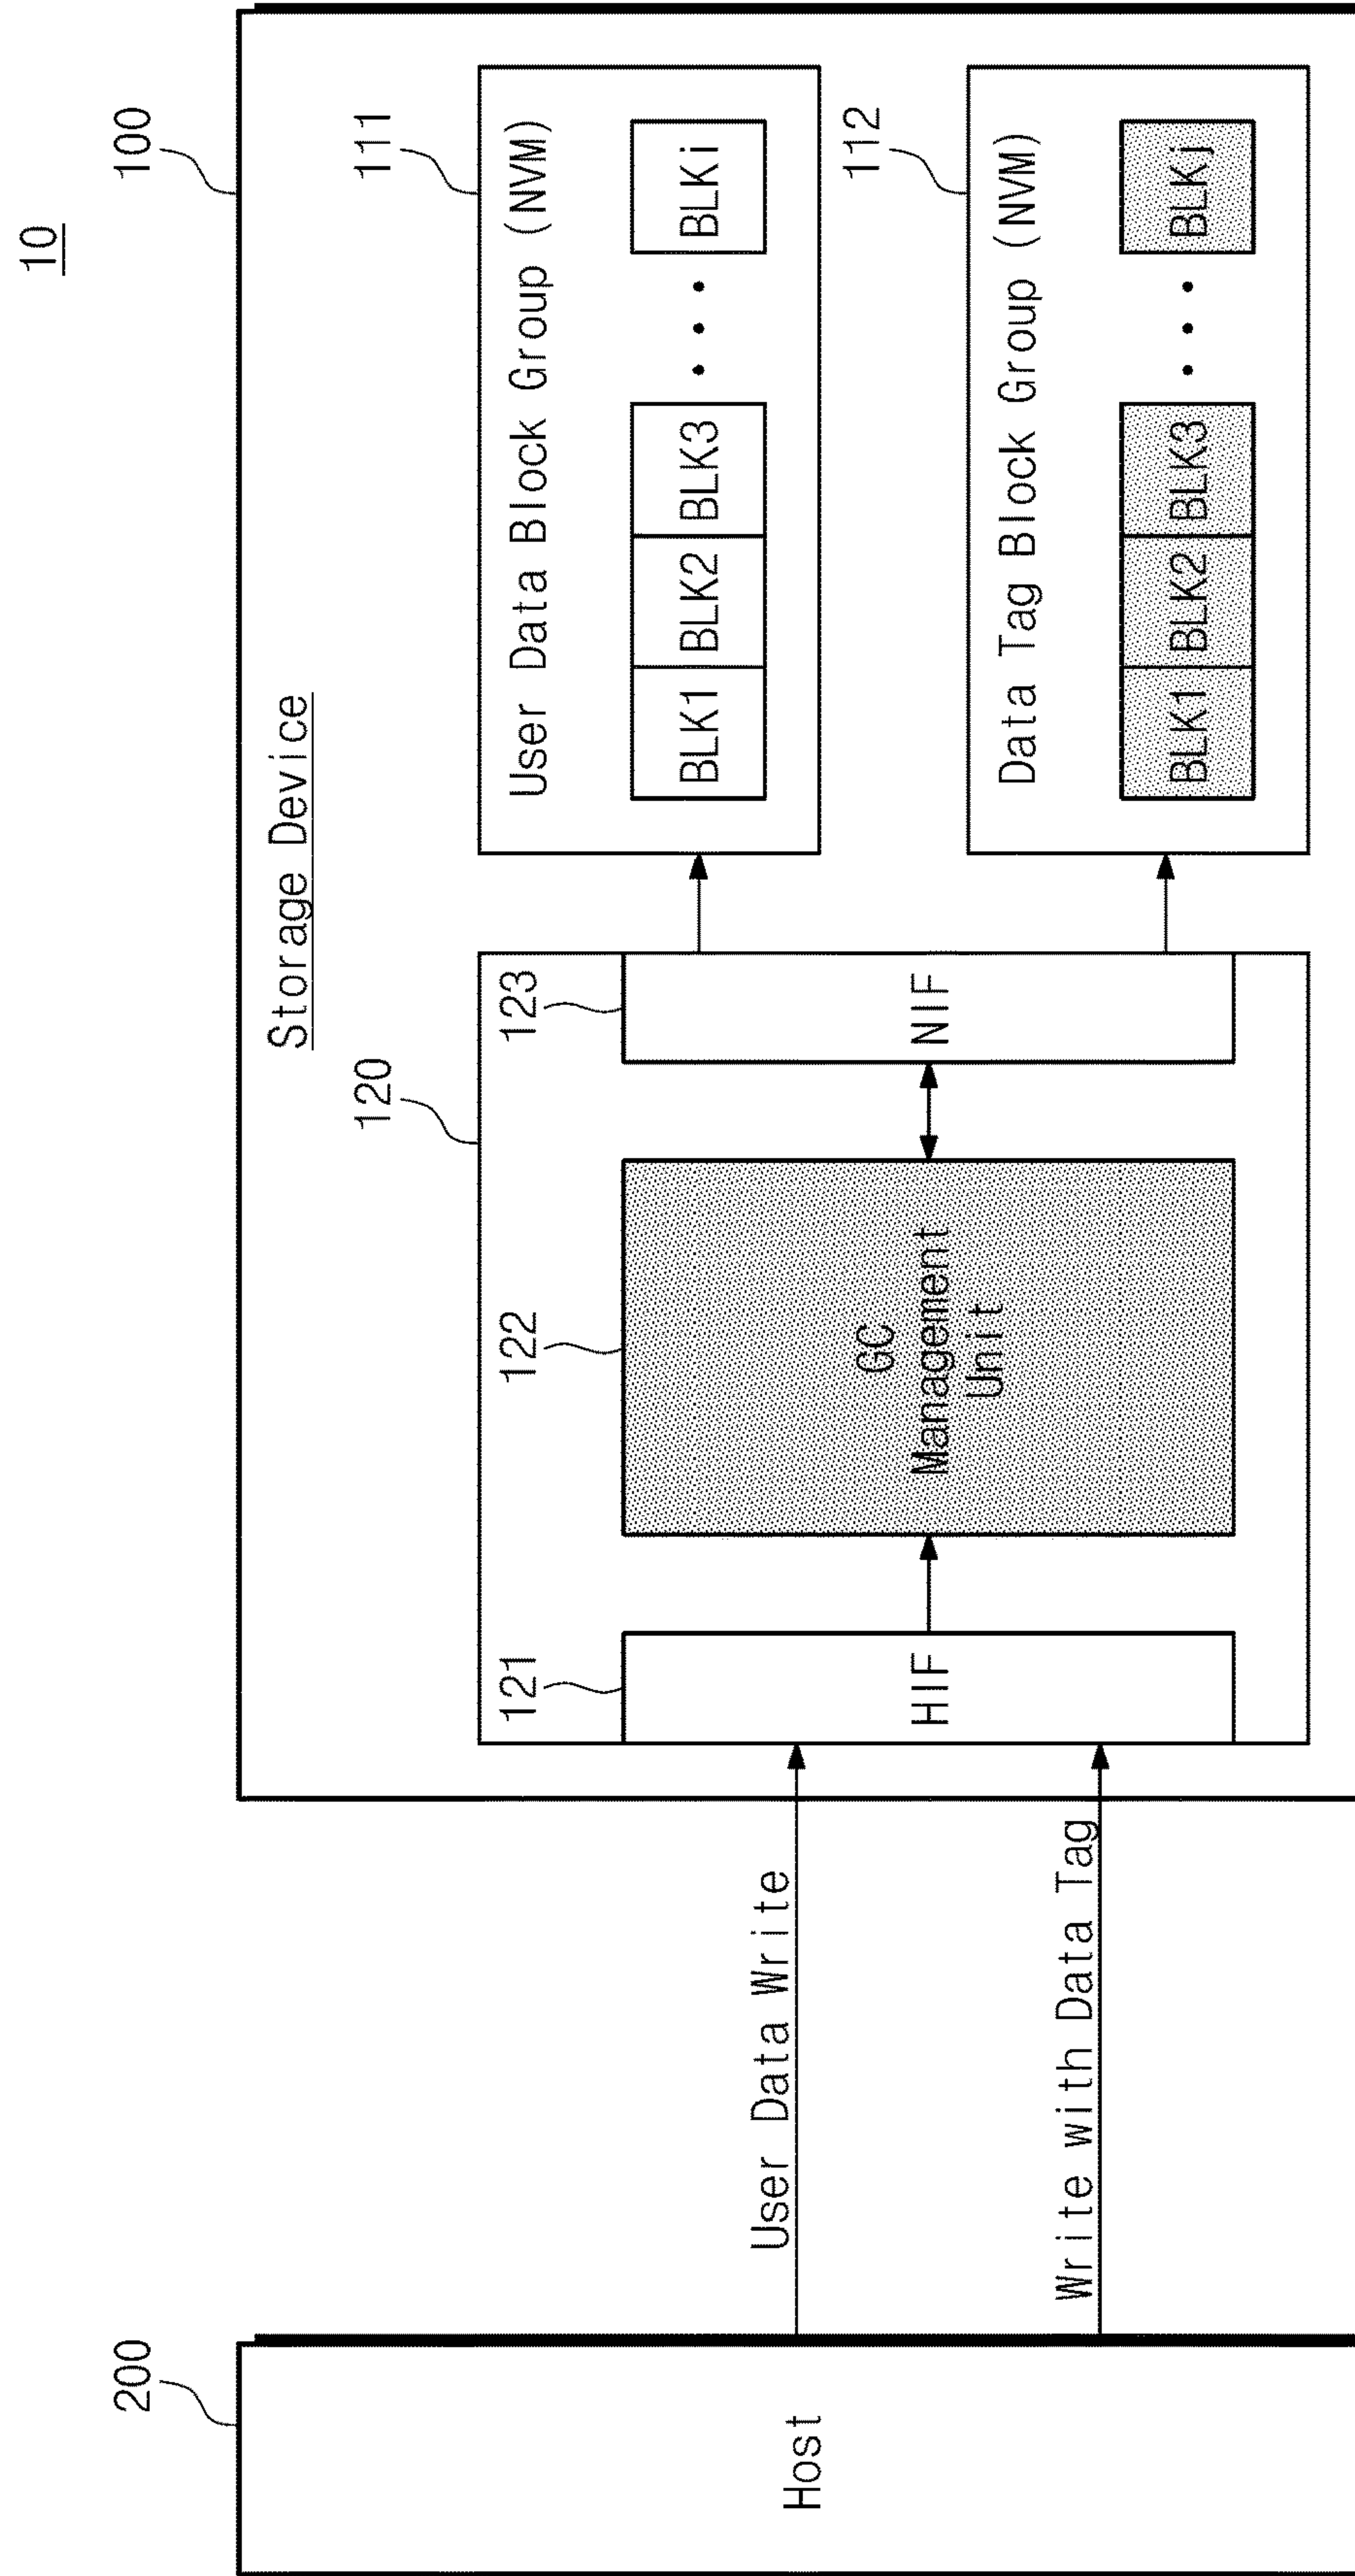 10
100
200
Storage Device
120
111
User Data Block Group (NVM)
BLK1 BLK2 BLK3 • • • BLKi
121
122
123
Host
User Data Write
Write with Data Tag
HIF
GC
Management
Unit
NIF
112
Data Tag Block Group (NVM)
BLK1 BLK2 BLK3 • • • BLKj